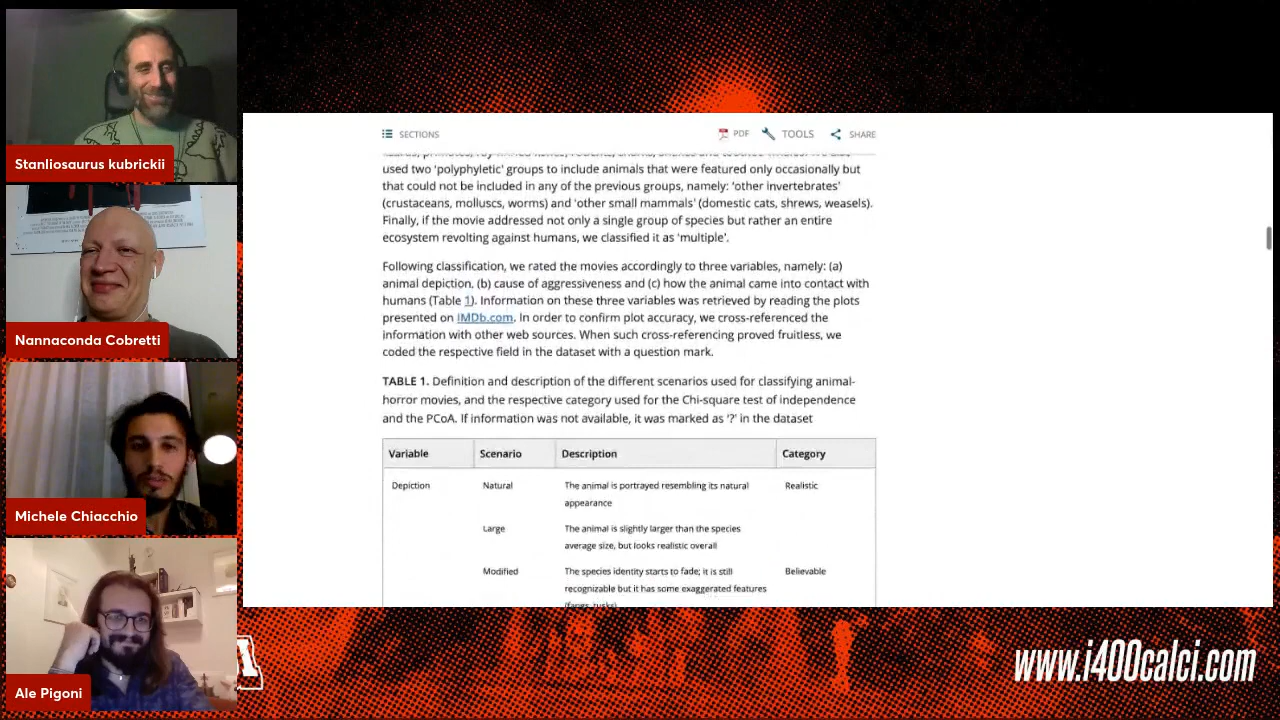 Stanliosaurus kubrickii
Nannaconda Cobretti
Michele Chiacchio
Ale Pigoni
SECTIONS
PDF
TOOLS
SHARE
used two 'polyphyletic' groups to include animals that were featured only occasionally but
that could not be included in any of the previous groups, namely: 'other invertebrates'
(crustaceans, molluscs, worms) and 'other small mammals' (domestic cats, shrews, weasels).
Finally, if the movie addressed not only a single group of species but rather an entire
ecosystem revolting against humans, we classified it as 'multiple'.
Following classification, we rated the movies accordingly to three variables, namely: (a)
animal depiction, (b) cause of aggressiveness and (c) how the animal came into contact with
humans (Table 1). Information on these three variables was retrieved by reading the plots
presented on iMDb.com. In order to confirm plot accuracy, we cross-referenced the
information with other web sources. When such cross-referencing proved fruitless, we
coded the respective field in the dataset with a question mark.
TABLE 1. Definition and description of the different scenarios used for classifying animal-
horror movies, and the respective category used for the Chi-square test of independence
and the PCoA. If information was not available, it was marked as '?' in the dataset
Variable Scenario Description Category
Depiction Natural The animal is portrayed resembling its natural Realistic
appearance
Large The animal is slightly larger than the species
average size, but looks realistic overall
Modified The species identity starts to fade; it is still Believable
recognizable but it has some exaggerated features
(fangs, tusks)
www.i400calci.com